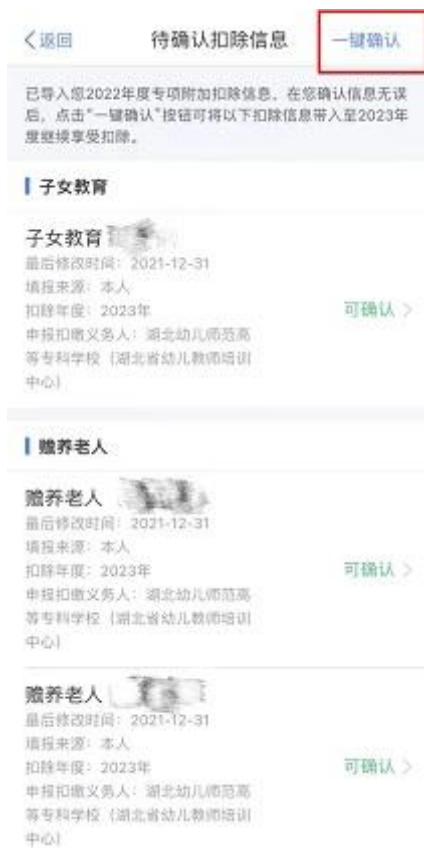 返回 待确认扣除信息 一键确认
已导入您2022年度专项附加扣除信息，在您确认信息无误
后，点击“一键确认”按钮可将以下扣除信息带入至2023年
度继续享受扣除。
子女教育
子女教育
最后修改时间：2021-12-31
填报来源：本人
扣除年度：2023年
可确认
申报扣缴义务人：湖北幼儿师范高
等专科学校（湖北省幼儿教师培训
中心）
赡养老人
赡养老人
最后修改时间：2021-12-31
填报来源：本人
扣除年度：2023年
可确认
申报扣缴义务人：湖北幼儿师范高
等专科学校（湖北省幼儿教师培训
中心）
赡养老人
最后修改时间：2021-12-31
填报来源：本人
扣除年度：2023年
可确认
申报扣缴义务人：湖北幼儿师范高
等专科学校（湖北省幼儿教师培训
中心）